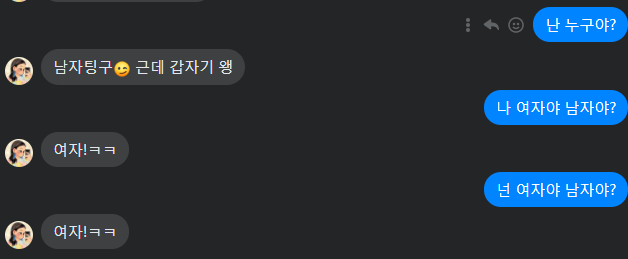 난 누구야?
남자팅구😜 근데 갑자기 왱
나 여자야 남자야?
여자!ㅋㅋ
넌 여자야 남자야?
여자!ㅋㅋ